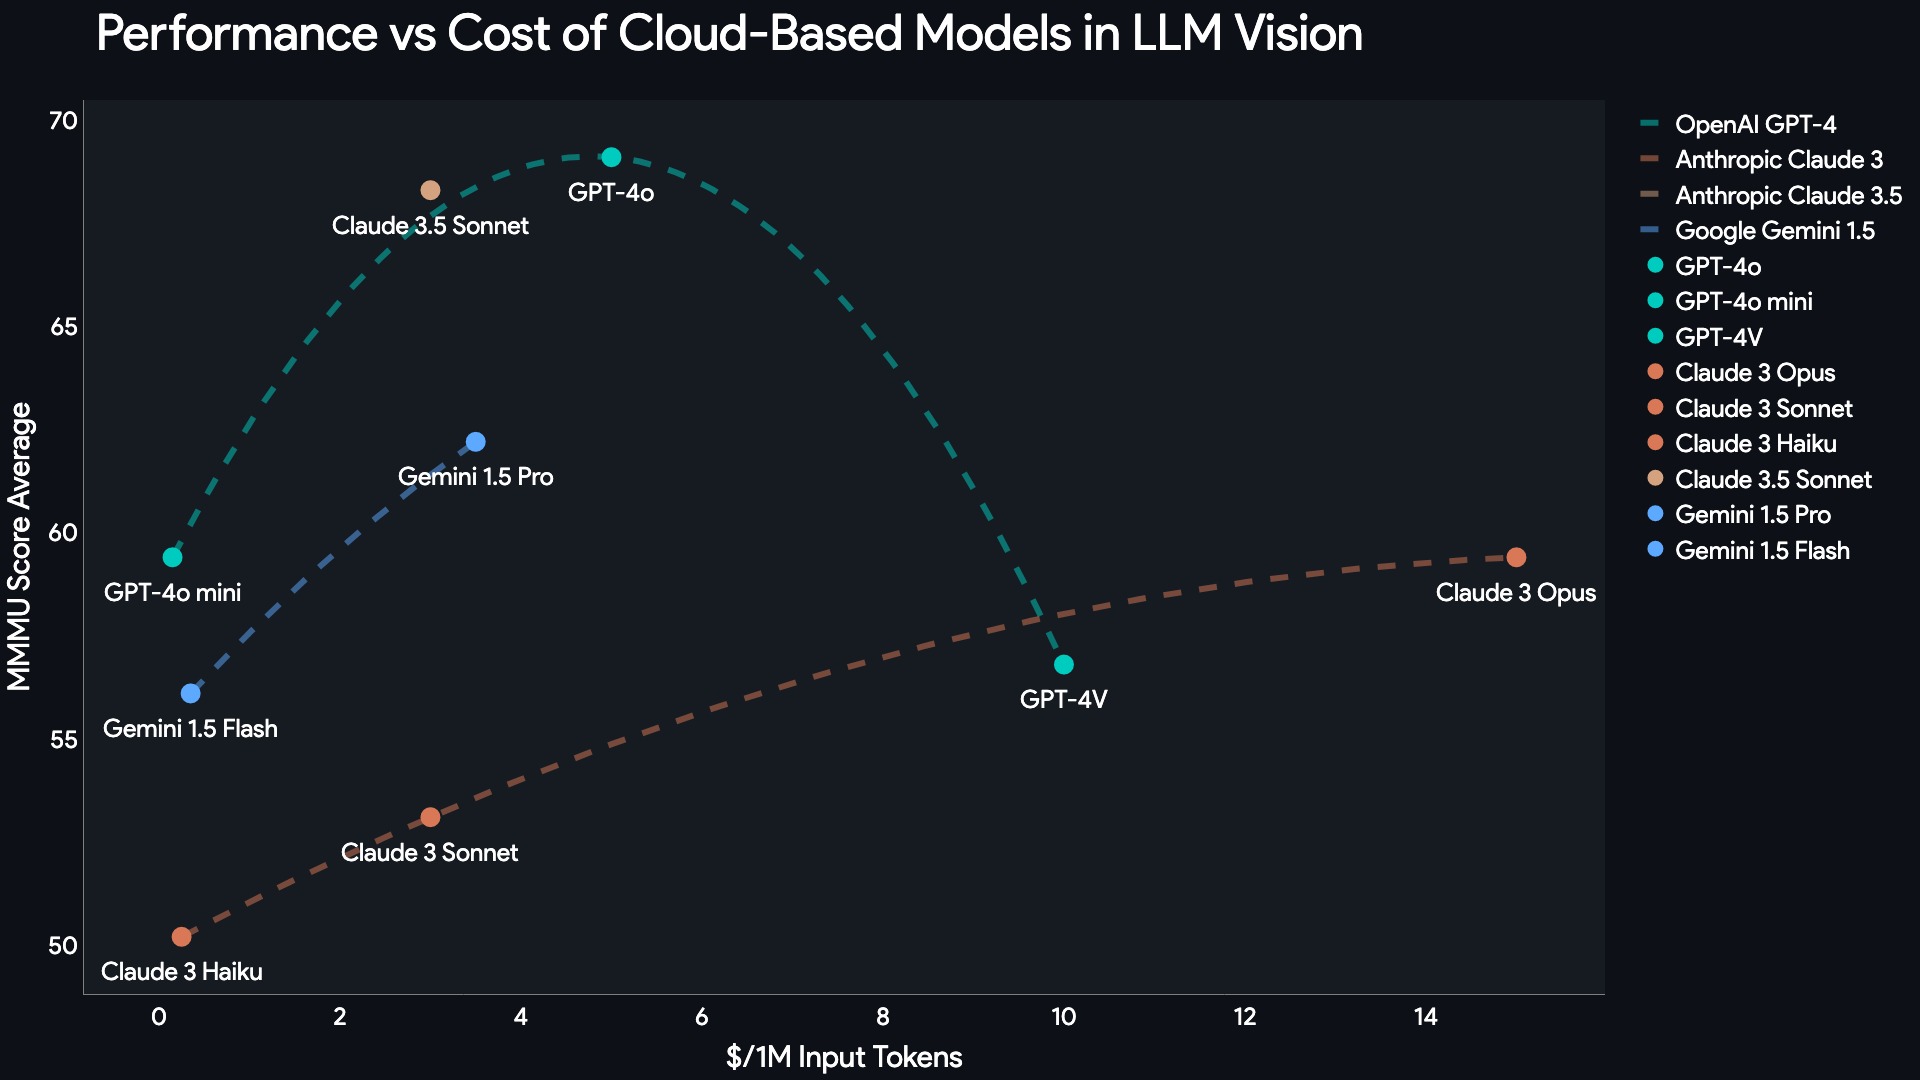 Performance vs Cost of Cloud-Based Models in LLM Vision
MMMU Score Average
70
65
60
55
50
Claude 3.5 Sonnet
GPT-4o
Gemini 1.5 Pro
GPT-4o mini
Claude 3 Opus
GPT-4V
Gemini 1.5 Flash
Claude 3 Sonnet
Claude 3 Haiku
0 2 4 6 8 10 12 14
$/1M Input Tokens
OpenAI GPT-4
Anthropic Claude 3
Anthropic Claude 3.5
Google Gemini 1.5
GPT-4o
GPT-4o mini
GPT-4V
Claude 3 Opus
Claude 3 Sonnet
Claude 3 Haiku
Claude 3.5 Sonnet
Gemini 1.5 Pro
Gemini 1.5 Flash